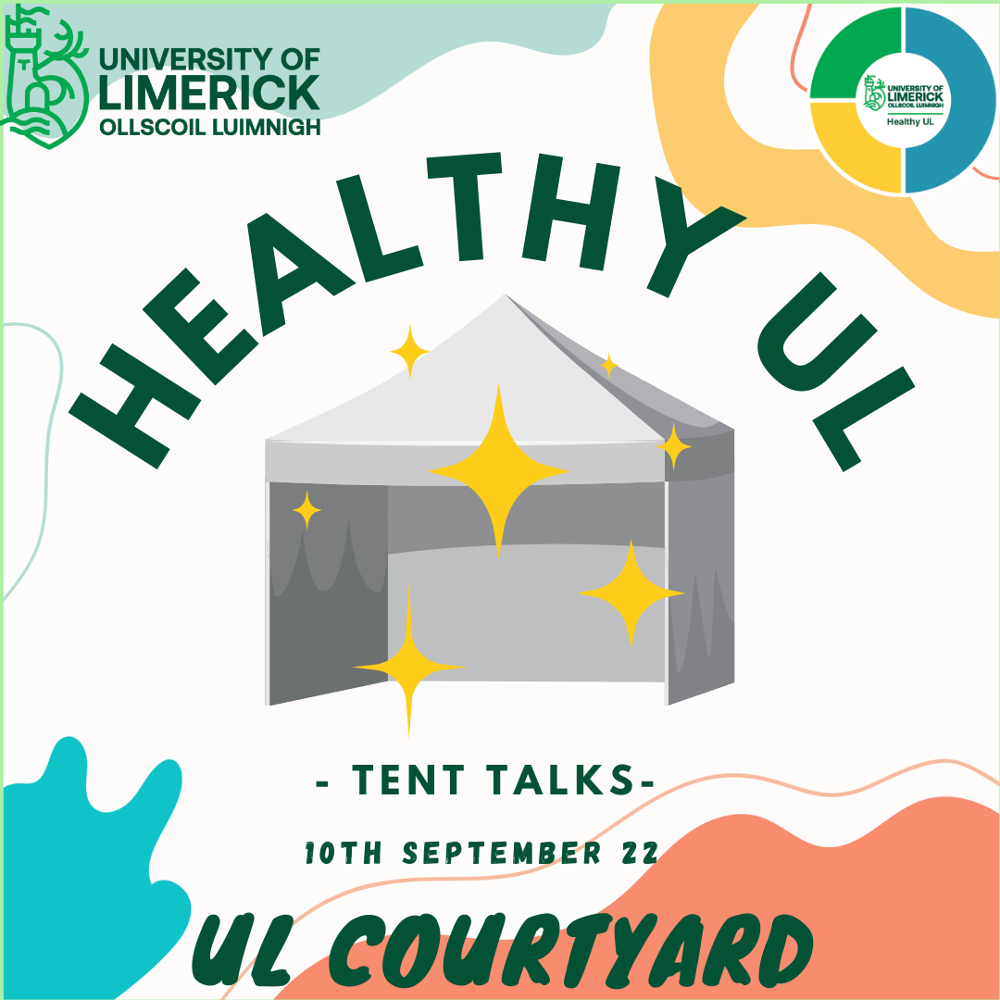 UNIVERSITY OF
LIMERICK
OLLSCOIL LUIMNIGH
UNIVERSITY OF
LIMERICK
OLLSCOIL LUIMNIGH
Healthy UL
HEALTHY UL
- TENT TALKS-
10TH SEPTEMBER 22
UL COURTYARD